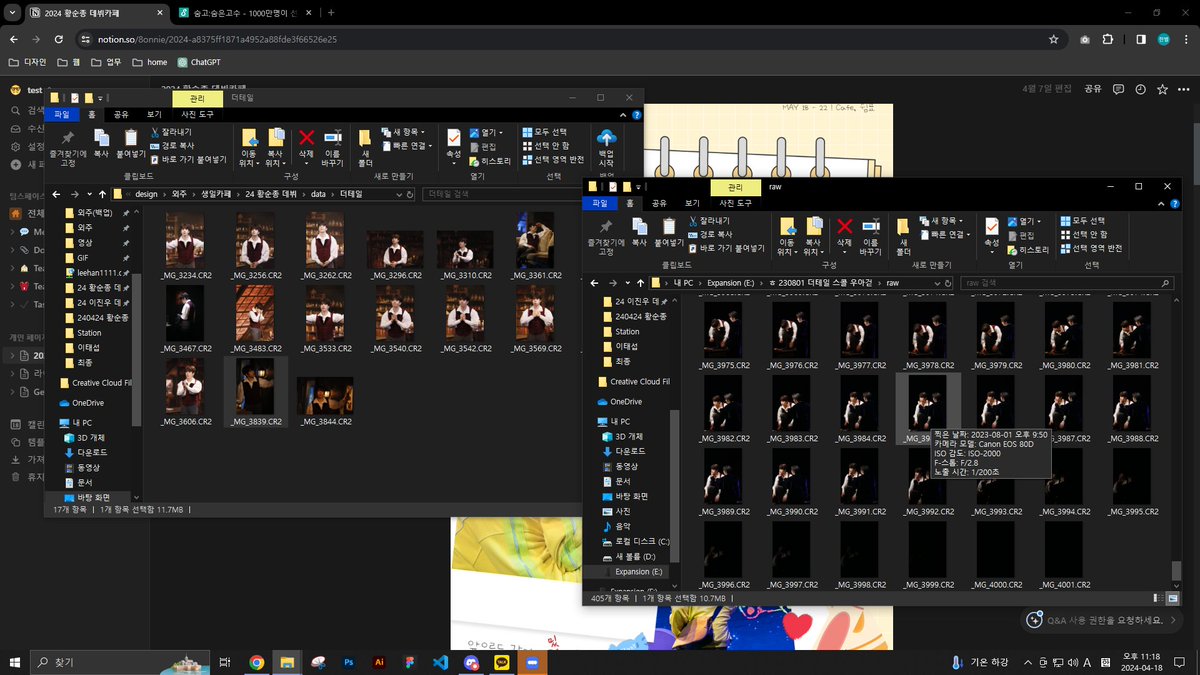 2024 황순종 데뷔카페
숨고:숨은고수 - 1000만명이 선
notion.so/8onnie/2024-a8375ff1871a4952a88fde3f66526e25
디자인
웹
업무
home
ChatGPT
test
4월 7일 편집
공유
MAY 18 - 22 | Cafe, 쉼표
관리
더테일
파일
홈
공유
보기
사진 도구
즐겨찾기에 고정
복사
붙여넣기
잘라내기
경로 복사
바로 가기 붙여넣기
클립보드
이동 위치
복사 위치
삭제
이름 바꾸기
구성
새 폴더
새 항목
빠른 연결
새로 만들기
속성
열기
편집
히스토리
열기
모두 선택
선택 안 함
선택 영역 반전
선택
백업 시작
백업
design > 외주 > 생일카페 > 24 황순종 데뷔 > data > 더테일
더테일 검색
외주(백업)
외주
영상
GIF
leehan1111.c
24 황순종 데
24 이진우 데
240424 황순종
Station
이태섭
최종
Creative Cloud Fil
OneDrive
내 PC
3D 개체
다운로드
동영상
문서
바탕 화면
_MG_3234.CR2
_MG_3256.CR2
_MG_3262.CR2
_MG_3296.CR2
_MG_3310.CR2
_MG_3361.CR2
_MG_3467.CR2
_MG_3483.CR2
_MG_3533.CR2
_MG_3540.CR2
_MG_3542.CR2
_MG_3569.CR2
_MG_3606.CR2
_MG_3839.CR2
_MG_3844.CR2
17개 항목
1개 항목 선택함 11.7MB
관리
raw
파일
홈
공유
보기
사진 도구
즐겨찾기에 고정
복사
붙여넣기
잘라내기
경로 복사
바로 가기 붙여넣기
클립보드
이동 위치
복사 위치
삭제
이름 바꾸기
구성
새 폴더
새 항목
빠른 연결
새로 만들기
속성
열기
편집
히스토리
열기
모두 선택
선택 안 함
선택 영역 반전
선택
내 PC > Expansion (E:) > ㅎ 230801 더테일 스콜 우아겉 > raw
raw 검색
24 이진우 데
240424 황순종
Station
이태섭
최종
Creative Cloud Fil
OneDrive
내 PC
3D 개체
다운로드
동영상
문서
바탕 화면
사진
음악
로컬 디스크 (C:)
새 볼륨 (D:)
Expansion (E:)
_MG_3975.CR2
_MG_3976.CR2
_MG_3977.CR2
_MG_3978.CR2
_MG_3979.CR2
_MG_3980.CR2
_MG_3981.CR2
_MG_3982.CR2
_MG_3983.CR2
_MG_3984.CR2
_MG_39
_MG_3987.CR2
_MG_3988.CR2
찍은 날짜: 2023-08-01 오후 9:50
카메라 모델: Canon EOS 80D
ISO 감도: ISO-2000
F-스톱: F/2.8
노출 시간: 1/200초
_MG_3989.CR2
_MG_3990.CR2
_MG_3991.CR2
_MG_3992.CR2
_MG_3993.CR2
_MG_3994.CR2
_MG_3995.CR2
_MG_3996.CR2
_MG_3997.CR2
_MG_3998.CR2
_MG_3999.CR2
_MG_4000.CR2
_MG_4001.CR2
405개 항목
1개 항목 선택함 10.7MB
Q&A 사용 권한을 요청하세요.
찾기
기온 하강
A
오후 11:18
2024-04-18